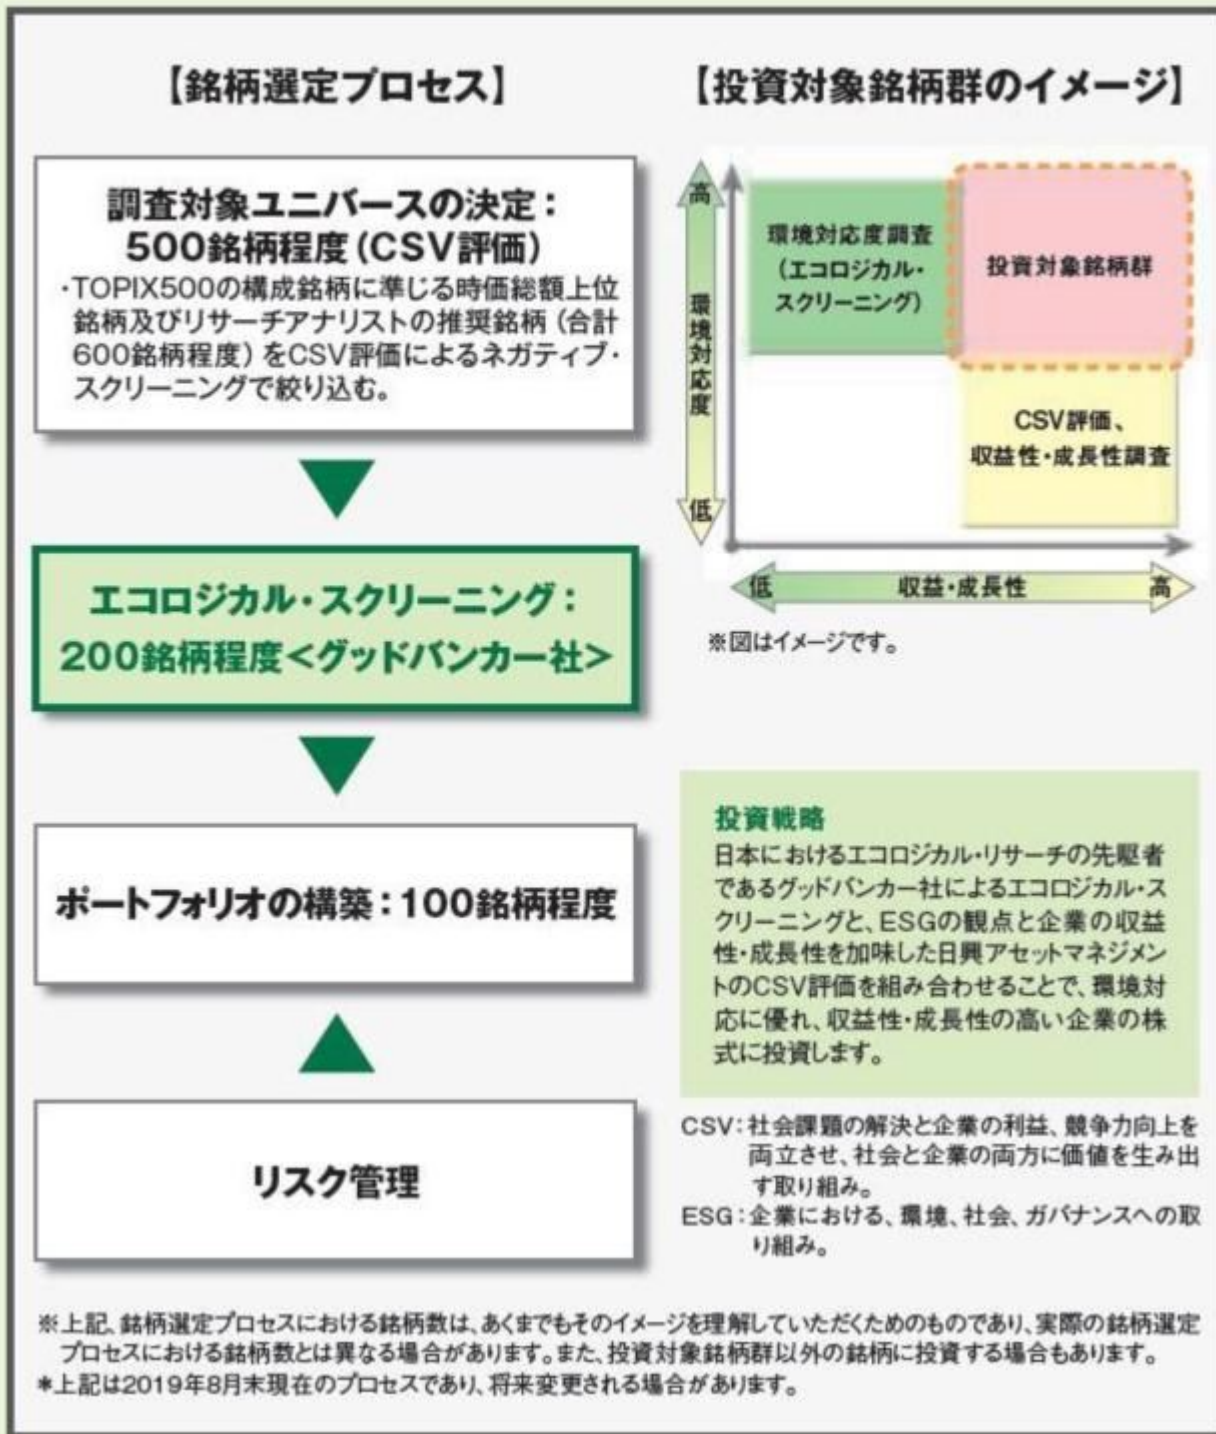 【銘柄選定プロセス】
調査対象ユニバースの決定：
500銘柄程度（CSV評価）
・TOPIX500の構成銘柄に準じる時価総額上位
銘柄及びリサーチアナリストの推奨銘柄（合計
600銘柄程度）をCSV評価によるネガティブ・
スクリーニングで絞り込む。
エコロジカル・スクリーニング：
200銘柄程度<グッドバンカー社>
ポートフォリオの構築：100銘柄程度
リスク管理
【投資対象銘柄群のイメージ】
高
環境対応度
低
環境対応度調査
（エコロジカル・
スクリーニング）
投資対象銘柄群
CSV評価、
収益性・成長性調査
低 収益・成長性 高
※図はイメージです。
投資戦略
日本におけるエコロジカル・リサーチの先駆者
であるグッドバンカー社によるエコロジカル・ス
クリーニングと、ESGの観点と企業の収益
性・成長性を加味した日興アセットマネジメン
トのCSV評価を組み合わせることで、環境対
応に優れ、収益性・成長性の高い企業の株
式に投資します。
CSV：社会課題の解決と企業の利益、競争力向上を
両立させ、社会と企業の両方に価値を生み出
す取り組み。
ESG：企業における、環境、社会、ガバナンスへの取
り組み。
※上記、銘柄選定プロセスにおける銘柄数は、あくまでもそのイメージを理解していただくためのものであり、実際の銘柄選定
プロセスにおける銘柄数とは異なる場合があります。また、投資対象銘柄群以外の銘柄に投資する場合もあります。
*上記は2019年8月末現在のプロセスであり、将来変更される場合があります。